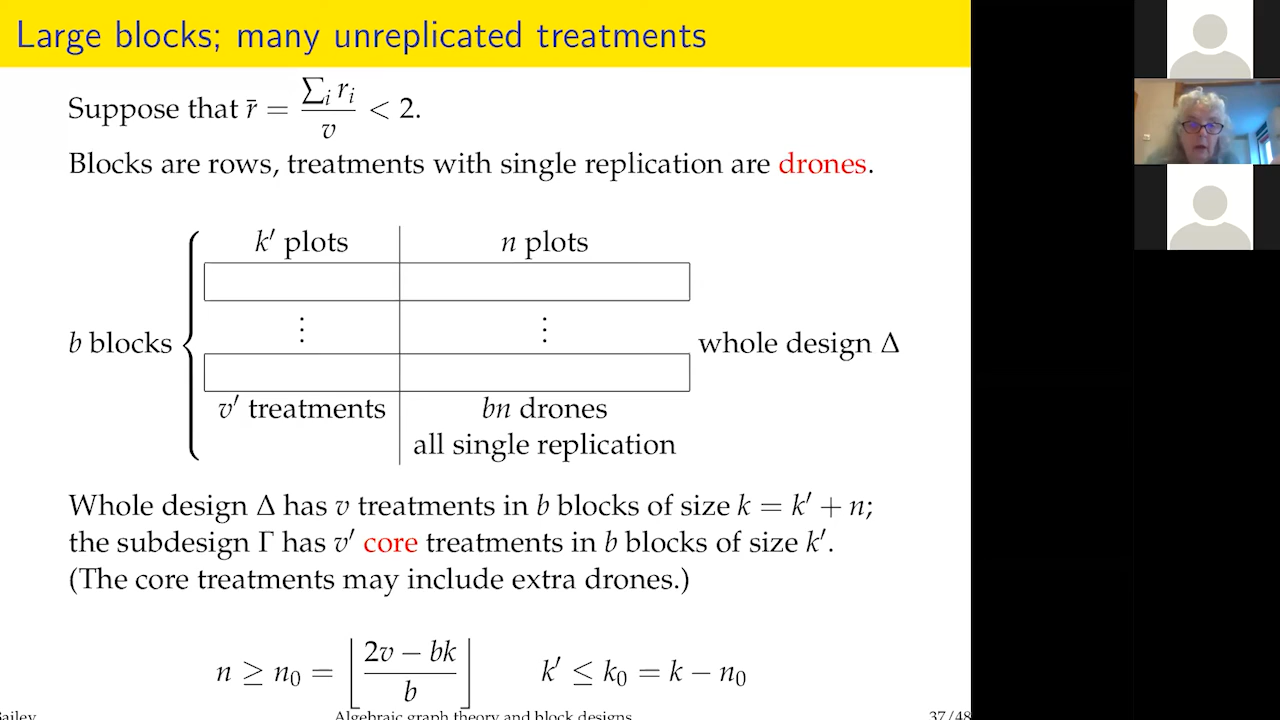 Large blocks; many unreplicated treatments
Suppose that r̄ = ∑ᵢ rᵢ / v < 2.
Blocks are rows, treatments with single replication are drones.
k′ plots n plots
b blocks ⋮ ⋮ whole design Δ
v′ treatments bn drones
all single replication
Whole design Δ has v treatments in b blocks of size k = k′ + n;
the subdesign Γ has v′ core treatments in b blocks of size k′.
(The core treatments may include extra drones.)
n ≥ n₀ = ⌊(2v − bk) / b⌋ k′ ≤ k₀ = k − n₀
Bailey Algebraic graph theory and block designs 37/48